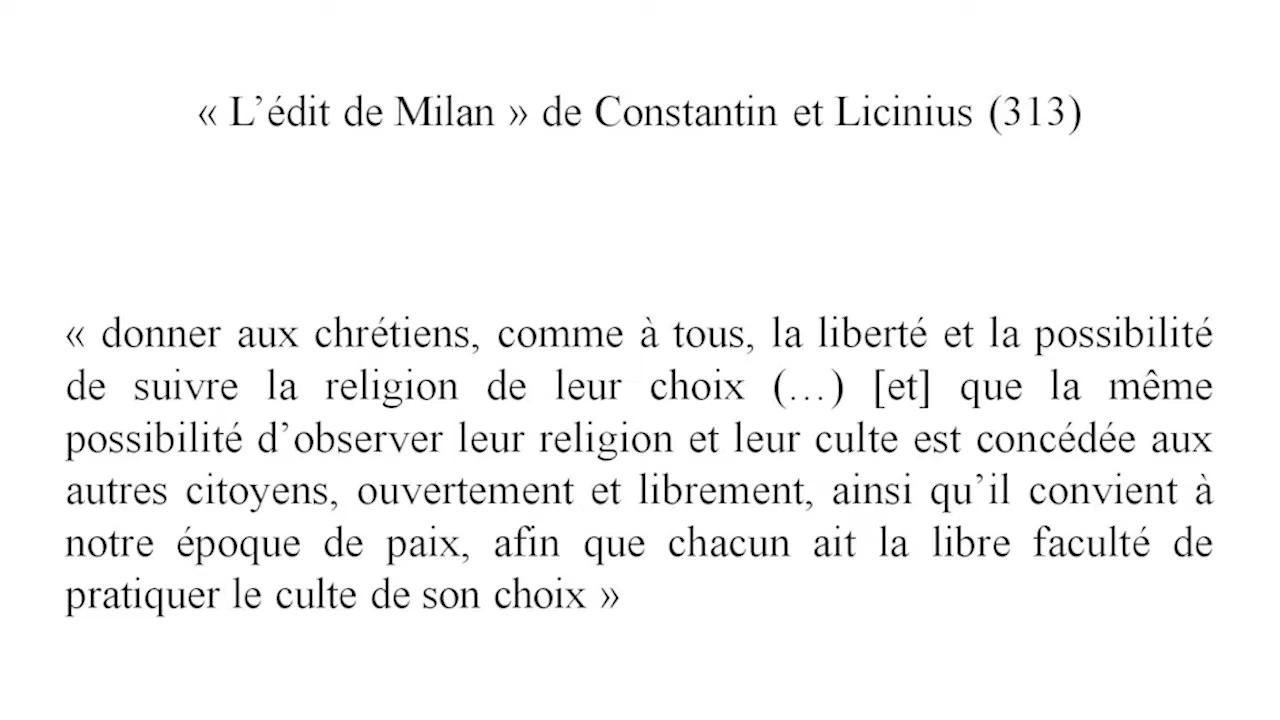 « L’édit de Milan » de Constantin et Licinius (313)
« donner aux chrétiens, comme à tous, la liberté et la possibilité
de suivre la religion de leur choix (…) [et] que la même
possibilité d’observer leur religion et leur culte est concédée aux
autres citoyens, ouvertement et librement, ainsi qu’il convient à
notre époque de paix, afin que chacun ait la libre faculté de
pratiquer le culte de son choix »